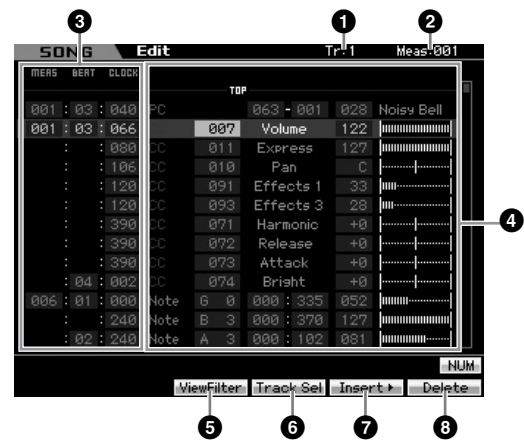 3 1 2
SONG Edit Tr:1 Meas:001
MEAS BEAT CLOCK
TOP
001 : 03 : 040 PC 063 - 001 028 Noisy Bell
001 : 03 : 066 007 Volume 122
: : 080 CC 011 Express 127
: : 106 CC 010 Pan C
: : 120 CC 091 Effects 1 33
: : 120 CC 093 Effects 3 28
: : 390 CC 071 Harmonic +0
: : 390 CC 072 Release +0
: : 390 CC 073 Attack +0
: 04 : 002 CC 074 Bright +0
006 : 01 : 000 Note G 0 000 : 335 052
: : 240 Note B 3 000 : 370 127
: 02 : 240 Note A 3 000 : 102 081
4
NUM
ViewFilter Track Sel Insert▶ Delete
5 6 7 8